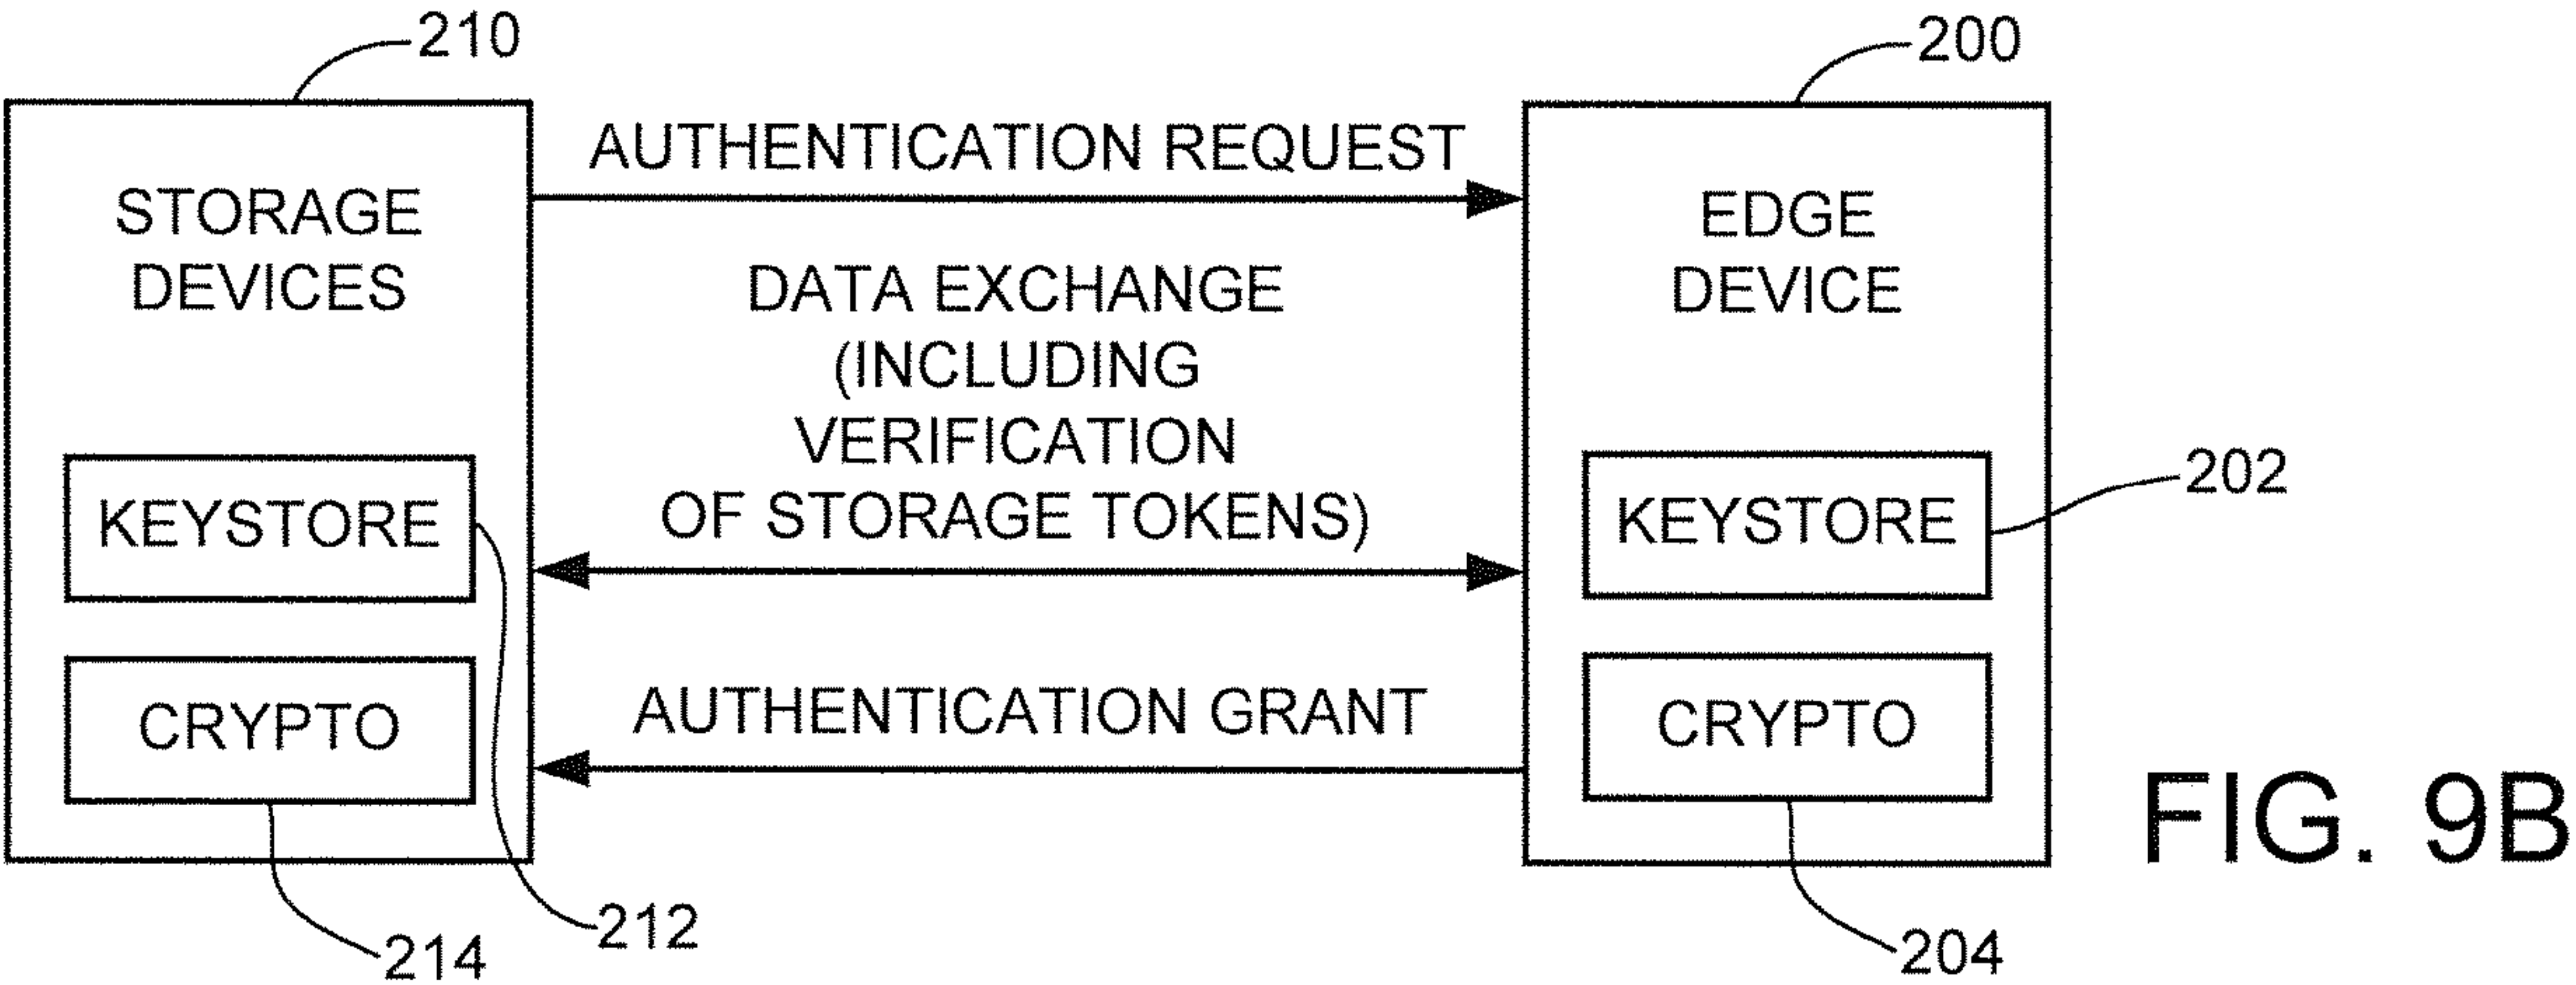 210
200
AUTHENTICATION REQUEST
STORAGE
DEVICES
EDGE
DEVICE
DATA EXCHANGE
(INCLUDING
VERIFICATION
OF STORAGE TOKENS)
KEYSTORE
KEYSTORE
202
AUTHENTICATION GRANT
CRYPTO
CRYPTO
212
214
204
FIG. 9B